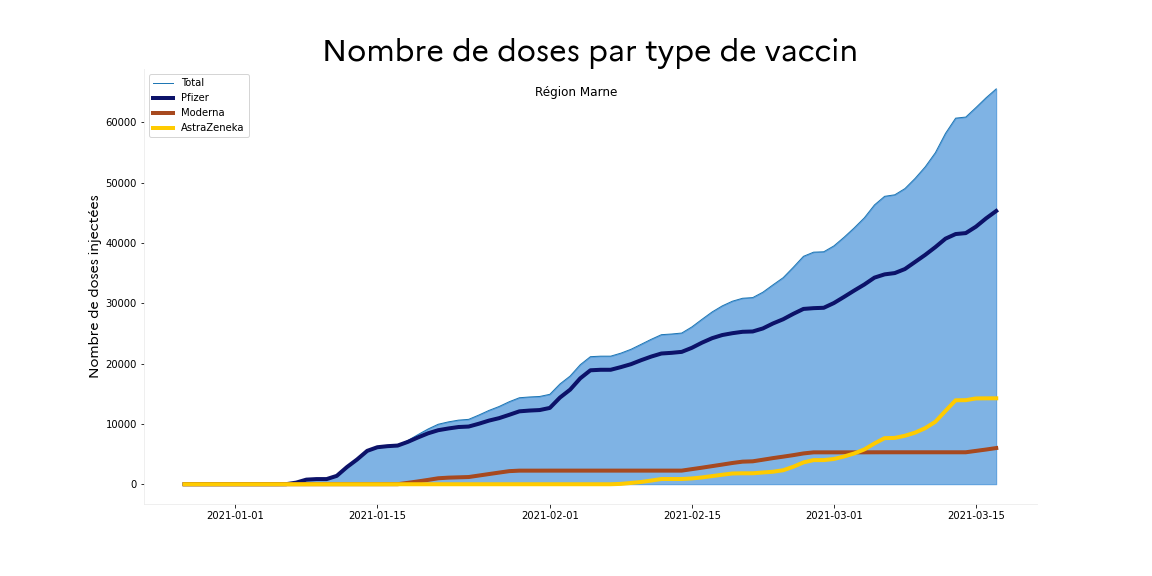 Nombre de doses par type de vaccin
Région Marne
Total
Pfizer
Moderna
AstraZeneka
Nombre de doses injectées
60000
50000
40000
30000
20000
10000
0
2021-01-01
2021-01-15
2021-02-01
2021-02-15
2021-03-01
2021-03-15